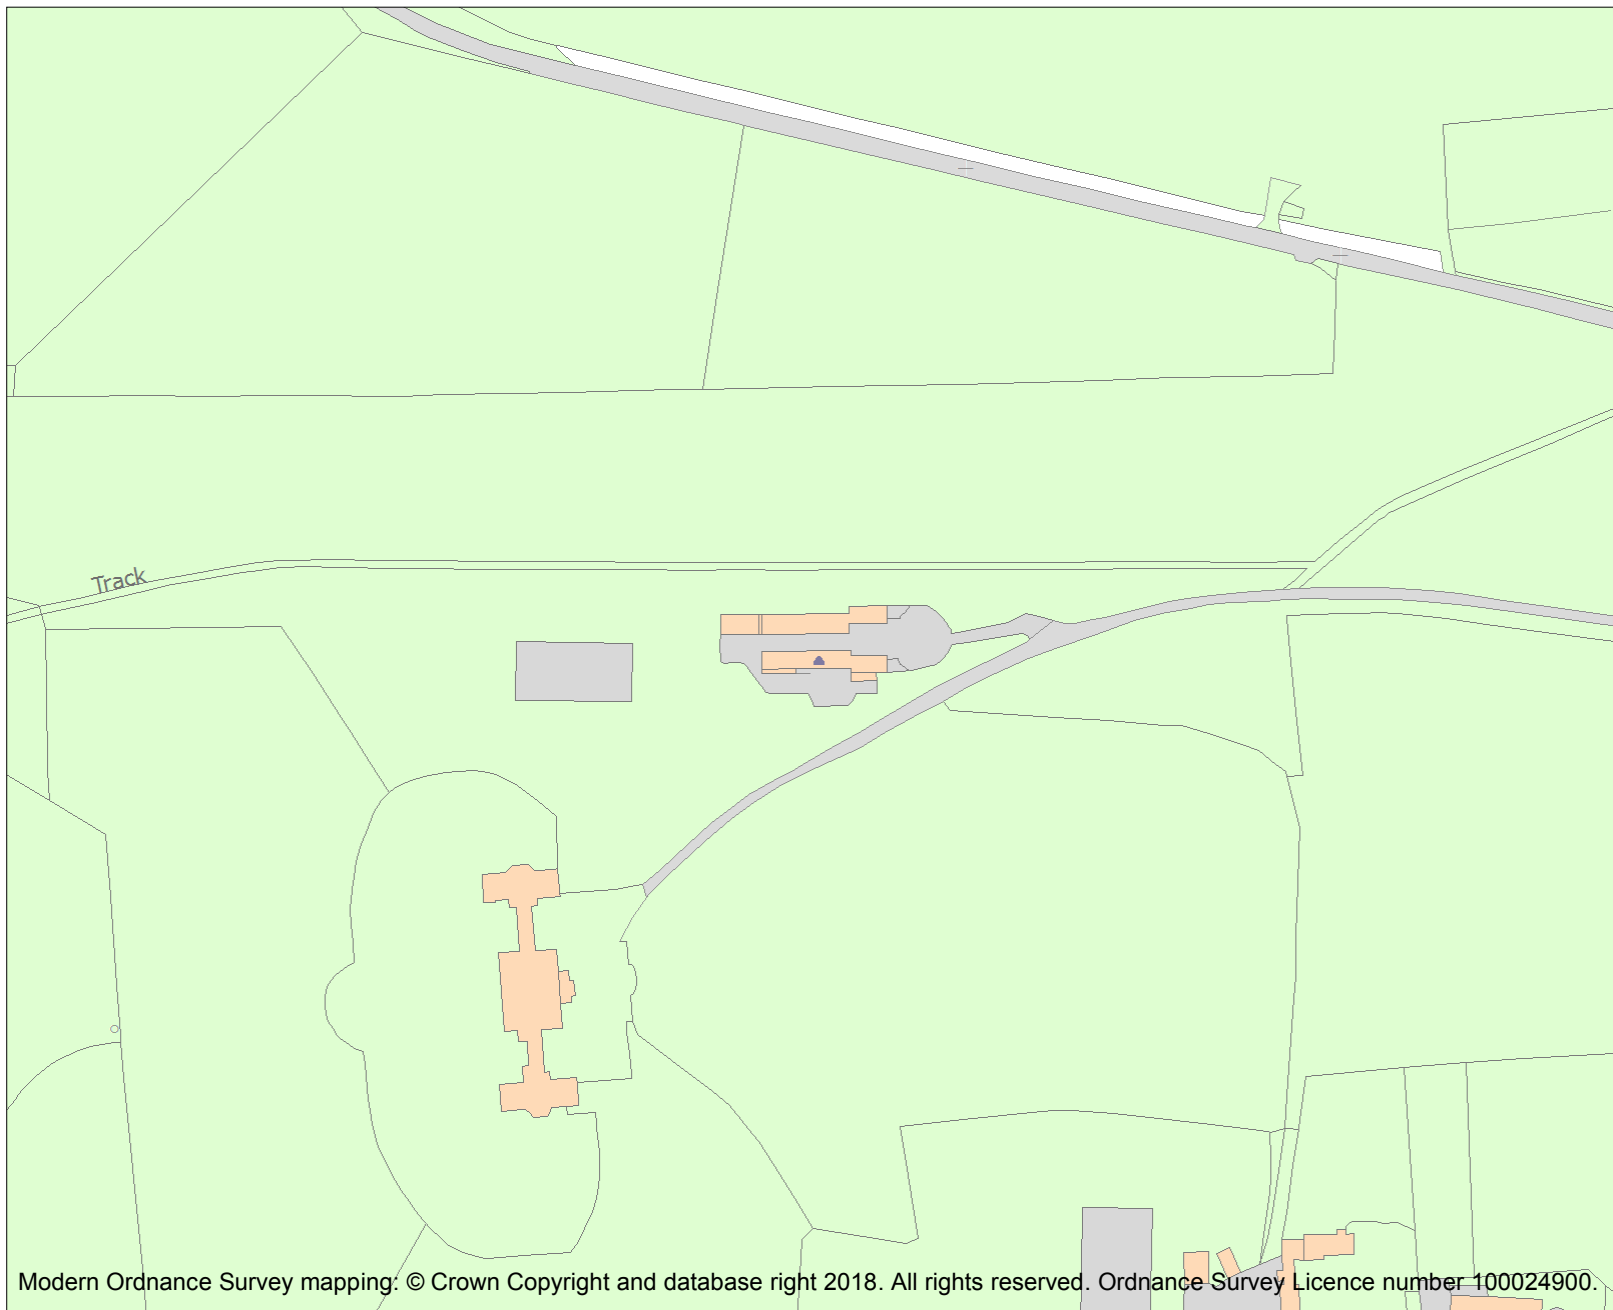 Track
Modern Ordnance Survey mapping: © Crown Copyright and database right 2018. All rights reserved. Ordnance Survey Licence number 100024900.